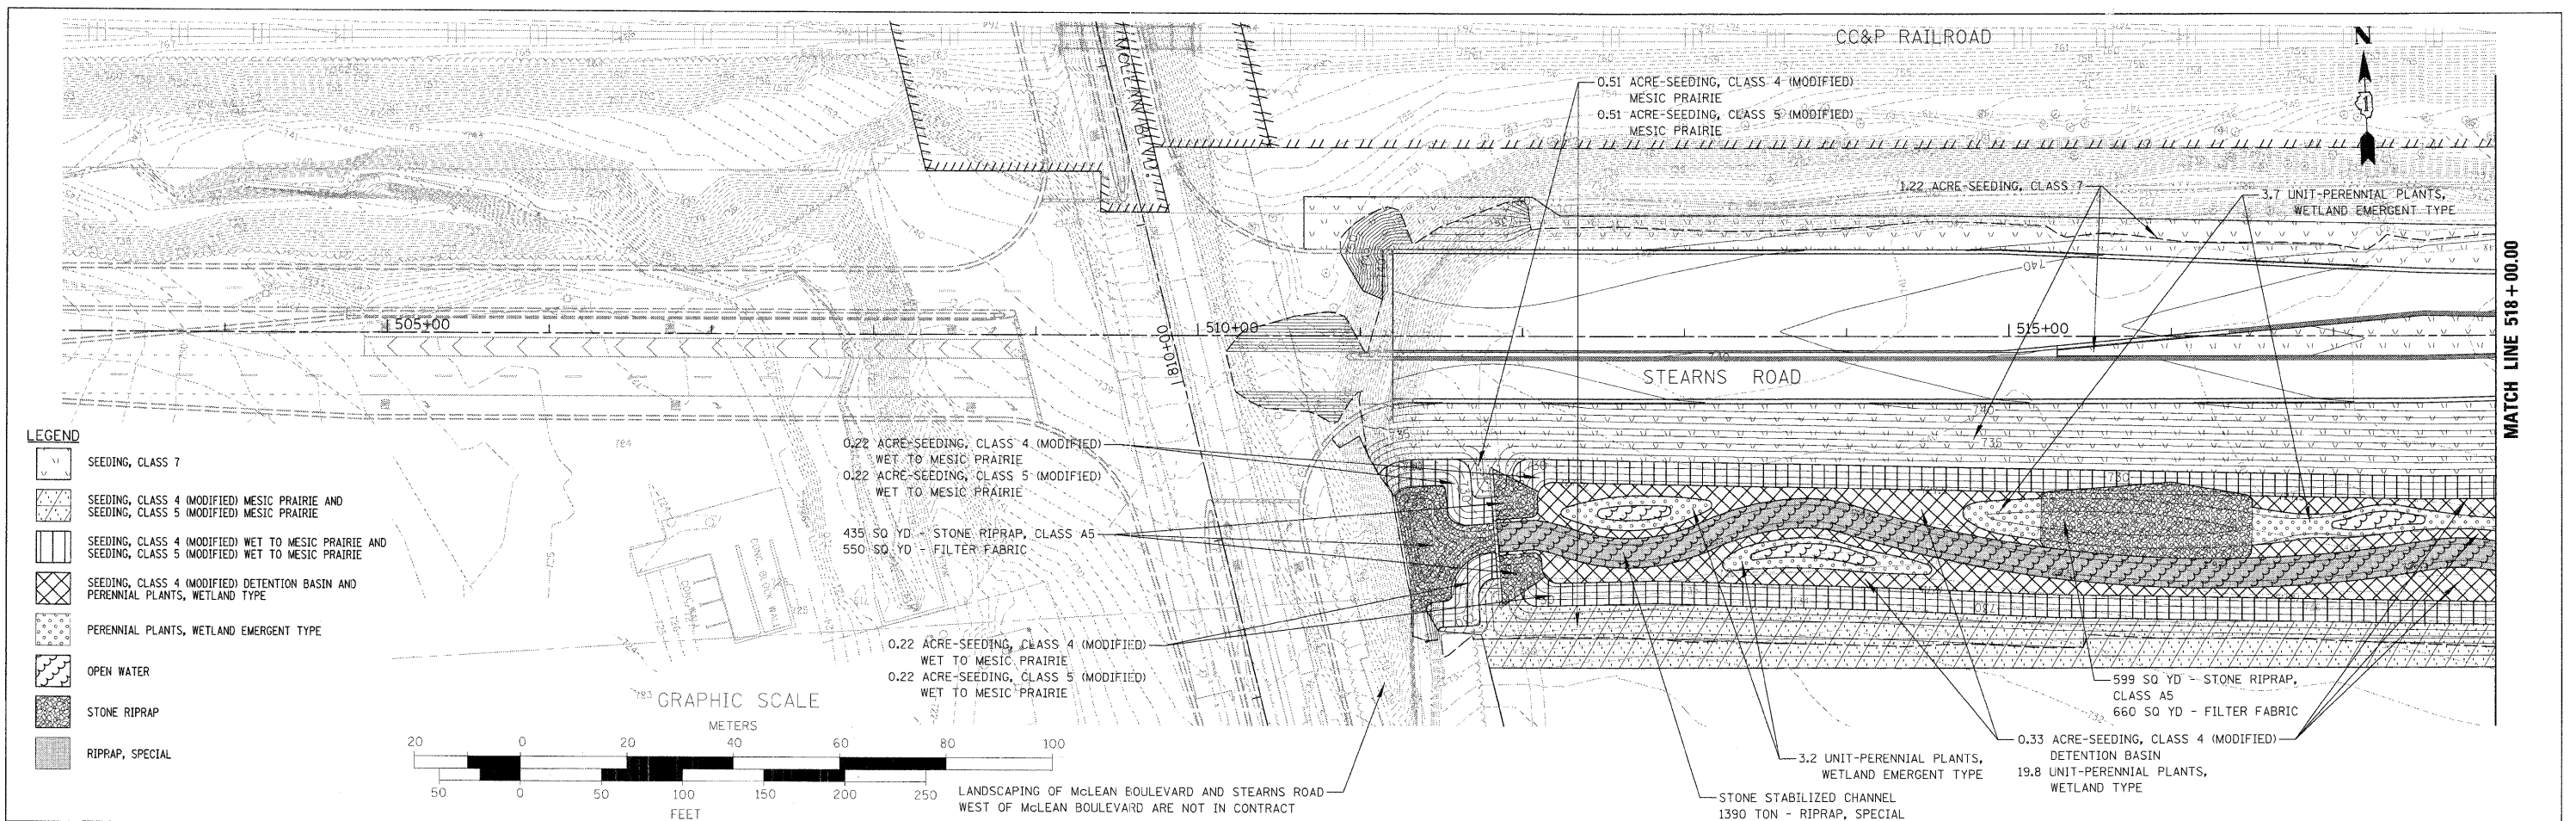 CC&P RAILROAD
N
1
McLEAN BLVD.
0.51 ACRE-SEEDING, CLASS 4 (MODIFIED)
MESIC PRAIRIE
0.51 ACRE-SEEDING, CLASS 5 (MODIFIED)
MESIC PRAIRIE
1.22 ACRE-SEEDING, CLASS 7
3.7 UNIT-PERENNIAL PLANTS,
WETLAND EMERGENT TYPE
MATCH LINE 518+00.00
505+00
510+00
515+00
1810+00
740
STEARNS ROAD
735
730
LEGEND
SEEDING, CLASS 7
SEEDING, CLASS 4 (MODIFIED) MESIC PRAIRIE AND
SEEDING, CLASS 5 (MODIFIED) MESIC PRAIRIE
SEEDING, CLASS 4 (MODIFIED) WET TO MESIC PRAIRIE AND
SEEDING, CLASS 5 (MODIFIED) WET TO MESIC PRAIRIE
SEEDING, CLASS 4 (MODIFIED) DETENTION BASIN AND
PERENNIAL PLANTS, WETLAND TYPE
PERENNIAL PLANTS, WETLAND EMERGENT TYPE
OPEN WATER
STONE RIPRAP
RIPRAP, SPECIAL
0.22 ACRE-SEEDING, CLASS 4 (MODIFIED)
WET TO MESIC PRAIRIE
0.22 ACRE-SEEDING, CLASS 5 (MODIFIED)
WET TO MESIC PRAIRIE
435 SQ YD - STONE RIPRAP, CLASS A5
550 SQ YD - FILTER FABRIC
0.22 ACRE-SEEDING, CLASS 4 (MODIFIED)
WET TO MESIC PRAIRIE
0.22 ACRE-SEEDING, CLASS 5 (MODIFIED)
WET TO MESIC PRAIRIE
CONC BLOCK WALL
GRAPHIC SCALE
METERS
20 0 20 40 60 80 100
50 0 50 100 150 200 250
FEET
LANDSCAPING OF McLEAN BOULEVARD AND STEARNS ROAD
WEST OF McLEAN BOULEVARD ARE NOT IN CONTRACT
599 SQ YD - STONE RIPRAP,
CLASS A5
660 SQ YD - FILTER FABRIC
0.33 ACRE-SEEDING, CLASS 4 (MODIFIED)
DETENTION BASIN
19.8 UNIT-PERENNIAL PLANTS,
WETLAND TYPE
3.2 UNIT-PERENNIAL PLANTS,
WETLAND EMERGENT TYPE
STONE STABILIZED CHANNEL
1390 TON - RIPRAP, SPECIAL